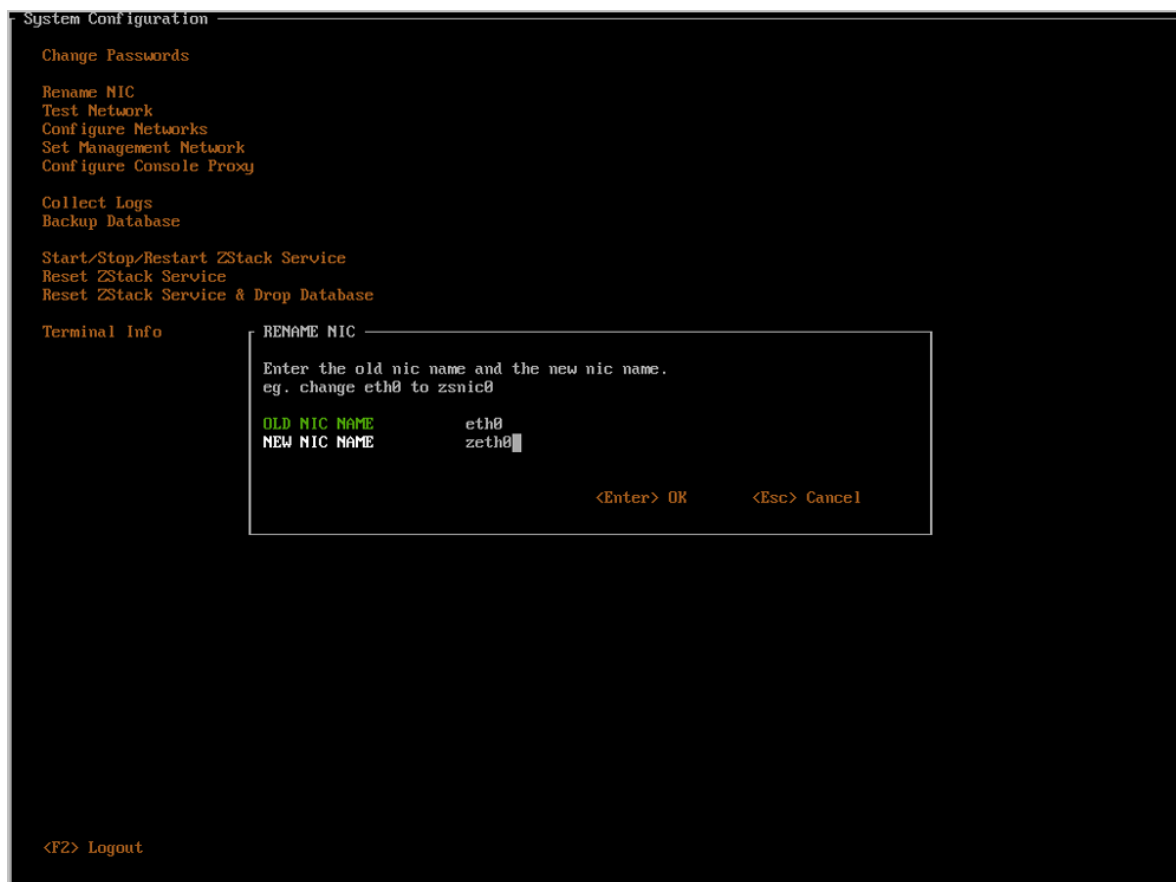 System Configuration
Change Passwords
Rename NIC
Test Network
Configure Networks
Set Management Network
Configure Console Proxy
Collect Logs
Backup Database
Start/Stop/Restart ZStack Service
Reset ZStack Service
Reset ZStack Service & Drop Database
Terminal Info
RENAME NIC
Enter the old nic name and the new nic name.
eg. change eth0 to zsnic0
OLD NIC NAME eth0
NEW NIC NAME zeth0
<Enter> OK <Esc> Cancel
<F2> Logout